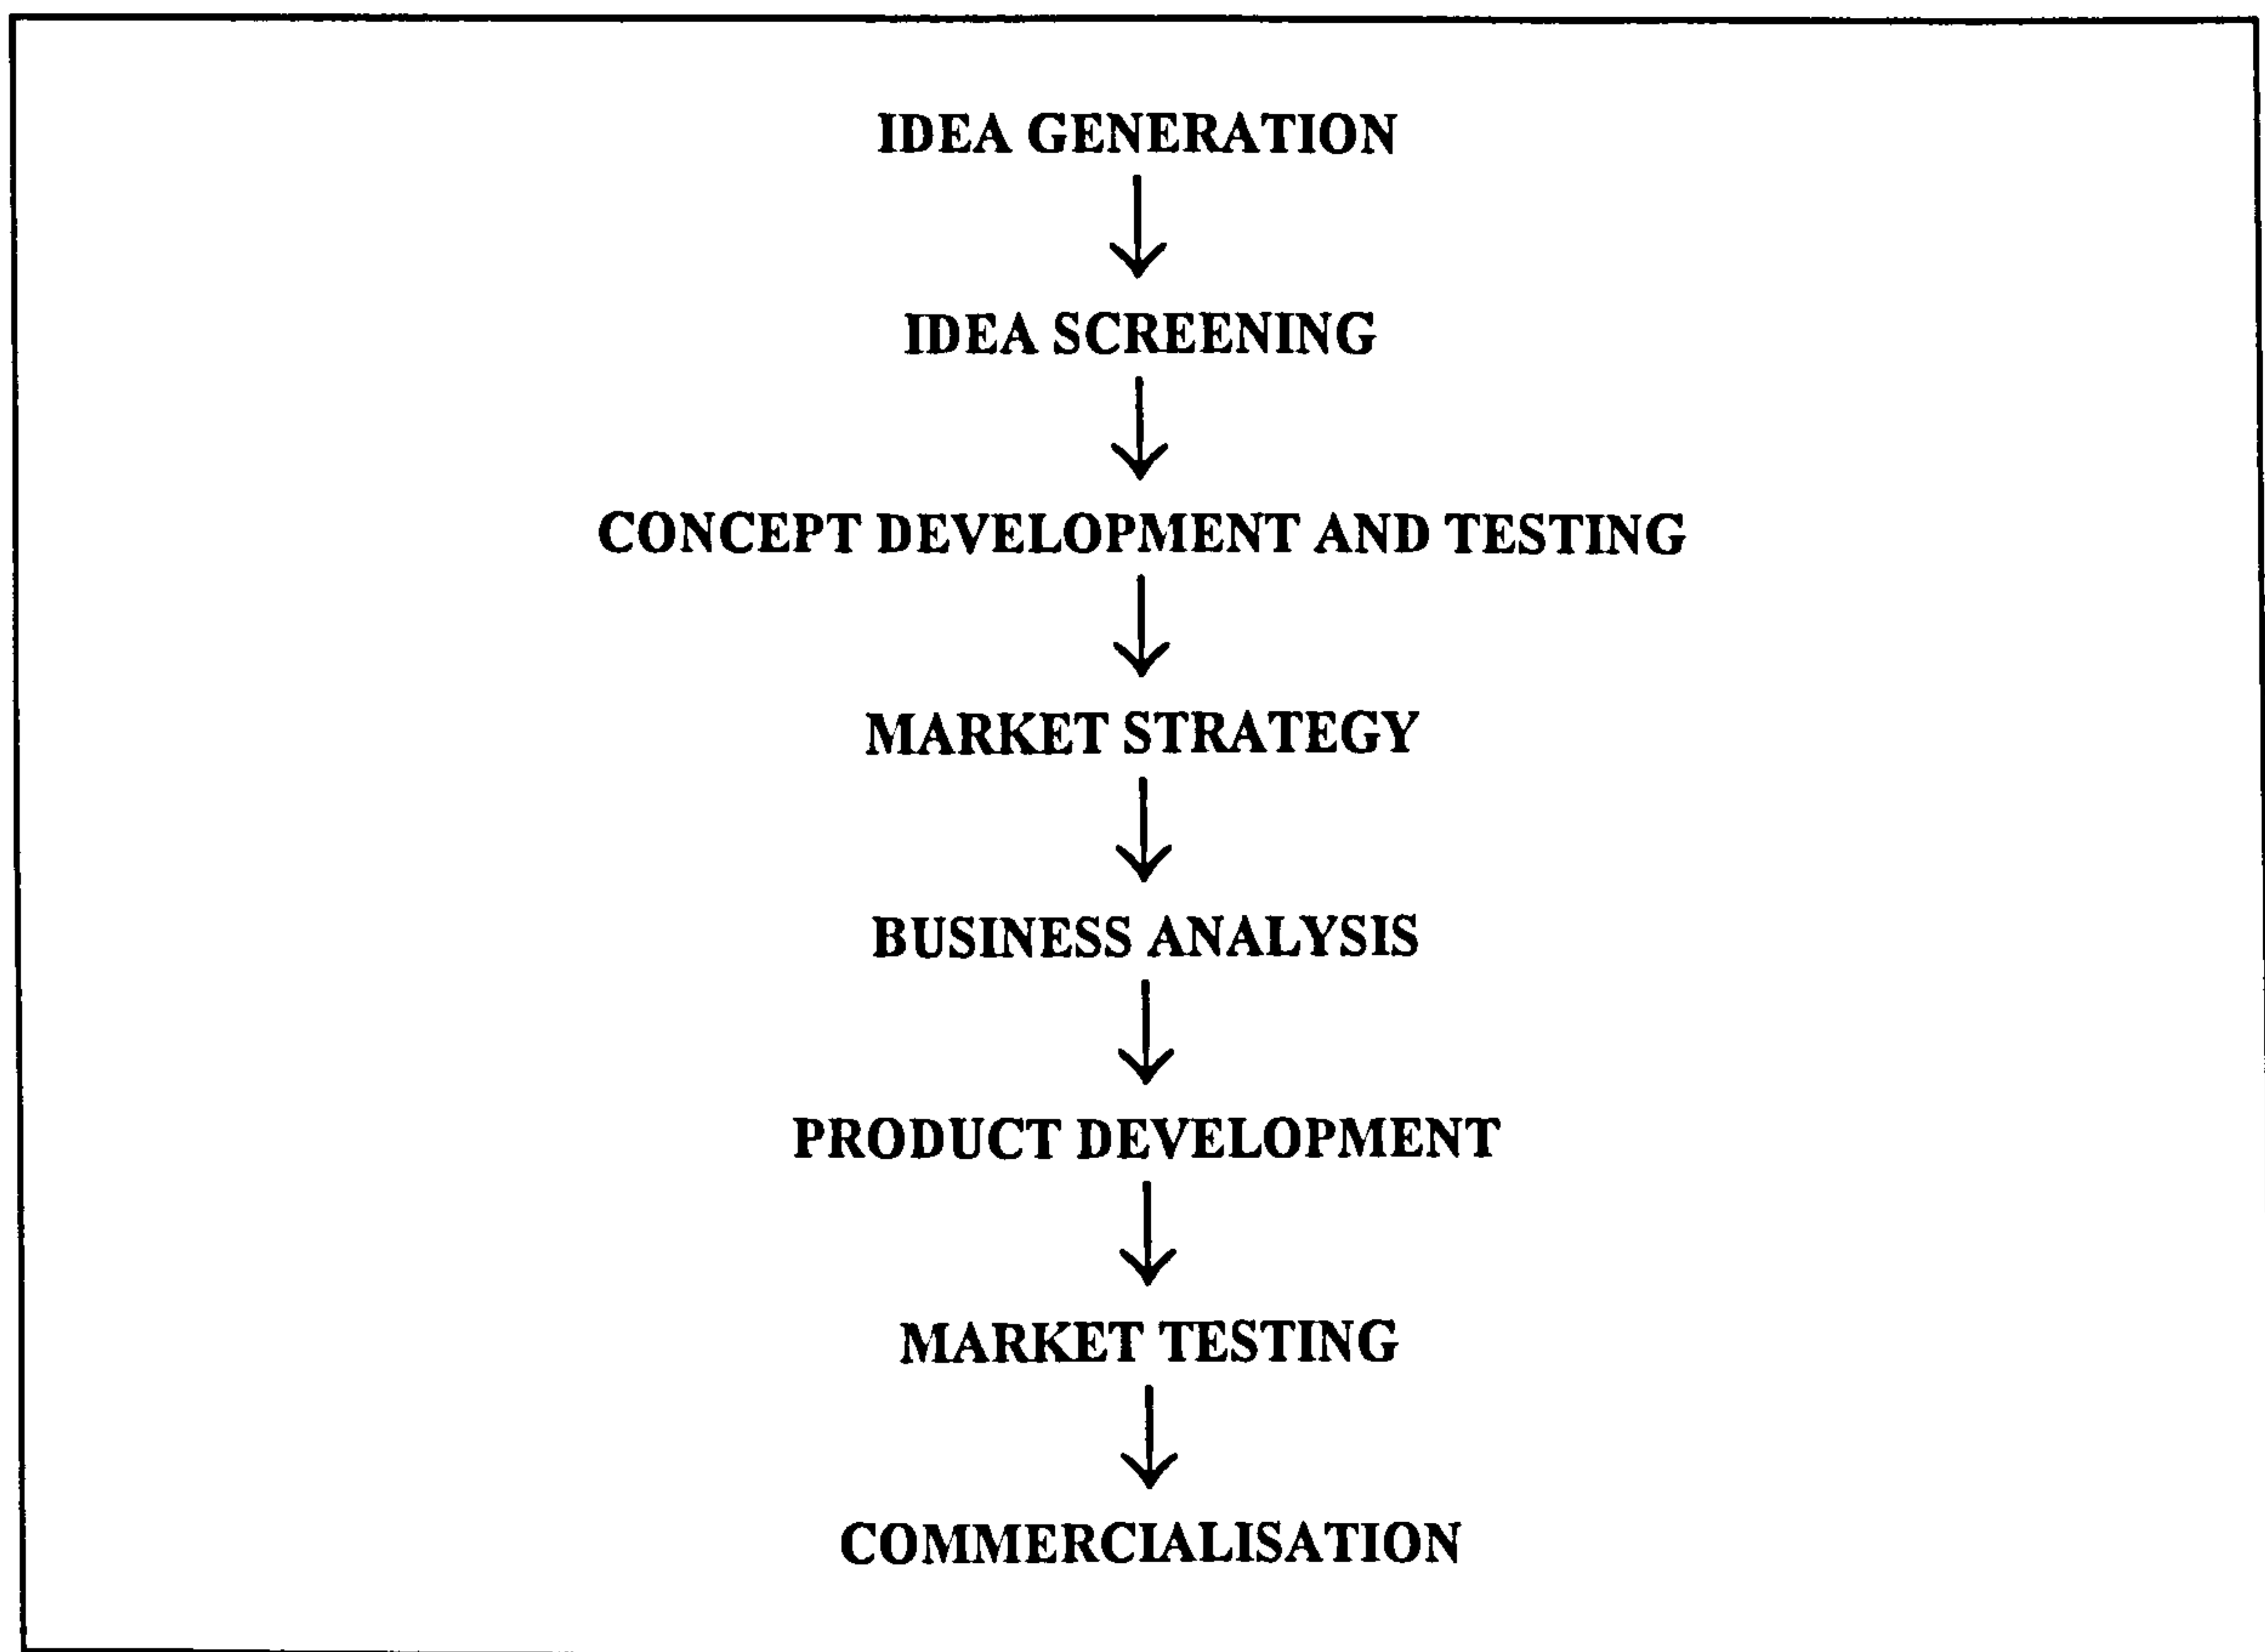 IDEA GENERATION
IDEA SCREENING
CONCEPT DEVELOPMENT AND TESTING
MARKET STRATEGY
BUSINESS ANALYSIS
PRODUCT DEVELOPMENT
MARKET TESTING
COMMERCIALISATION